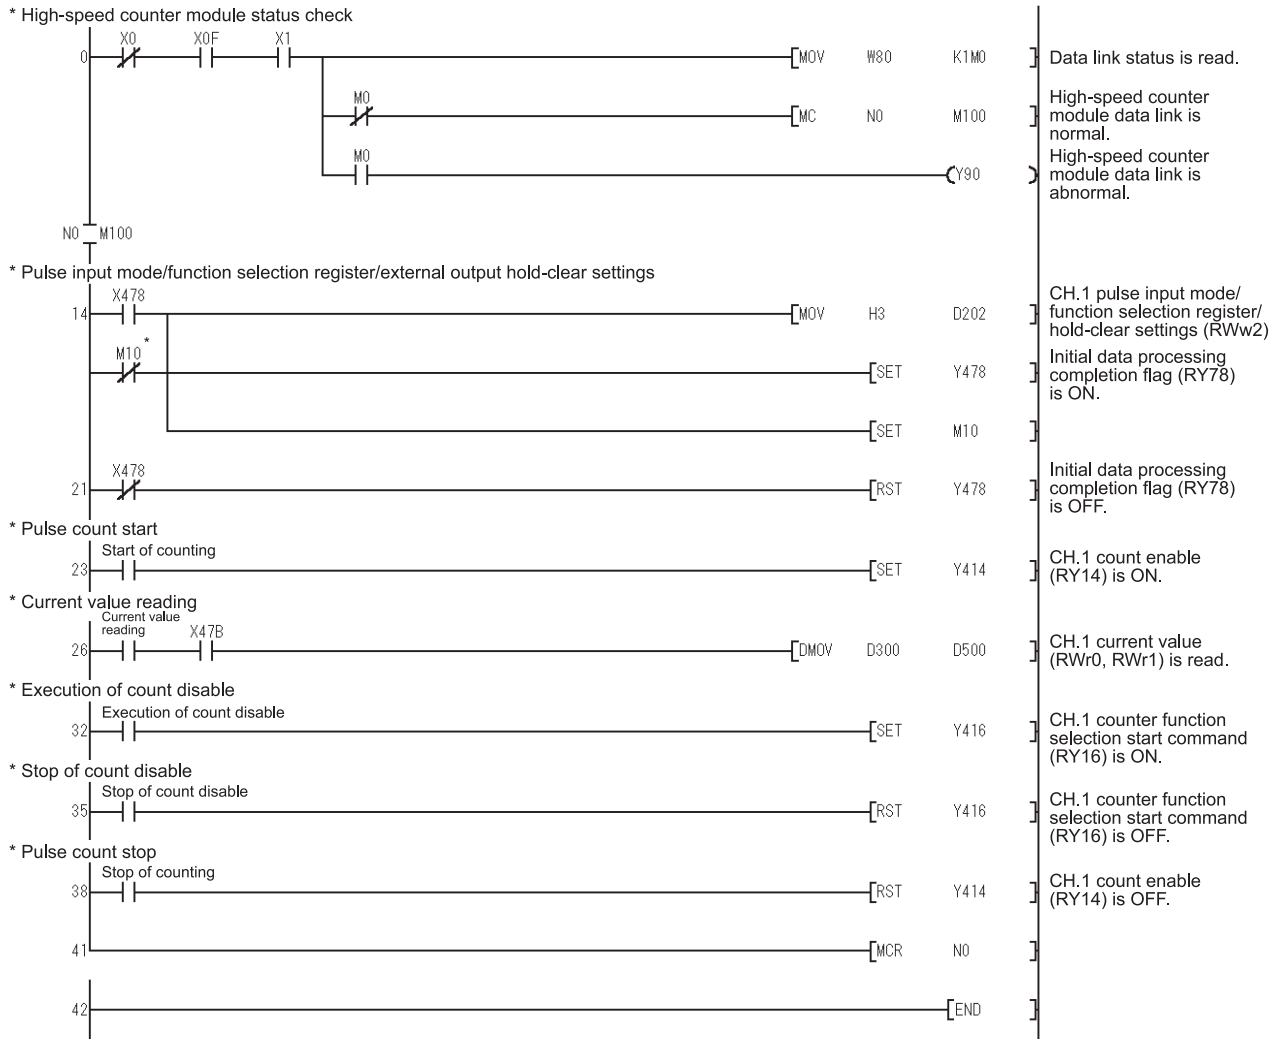 * High-speed counter module status check
X0 X0F X1
0 MOV W80 K1M0 Data link status is read.
M0
MC N0 M100 High-speed counter
module data link is
normal.
M0
Y90 High-speed counter
module data link is
abnormal.
N0 M100
* Pulse input mode/function selection register/external output hold-clear settings
X478
14 MOV H3 D202 CH.1 pulse input mode/
function selection register/
hold-clear settings (RWw2)
M10 *
SET Y478 Initial data processing
completion flag (RY78)
is ON.
SET M10
X478
21 RST Y478 Initial data processing
completion flag (RY78)
is OFF.
* Pulse count start
Start of counting
23 SET Y414 CH.1 count enable
(RY14) is ON.
* Current value reading
Current value
reading X47B
26 DMOV D300 D500 CH.1 current value
(RWr0, RWr1) is read.
* Execution of count disable
Execution of count disable
32 SET Y416 CH.1 counter function
selection start command
(RY16) is ON.
* Stop of count disable
Stop of count disable
35 RST Y416 CH.1 counter function
selection start command
(RY16) is OFF.
* Pulse count stop
Stop of counting
38 RST Y414 CH.1 count enable
(RY14) is OFF.
41 MCR N0
42 END